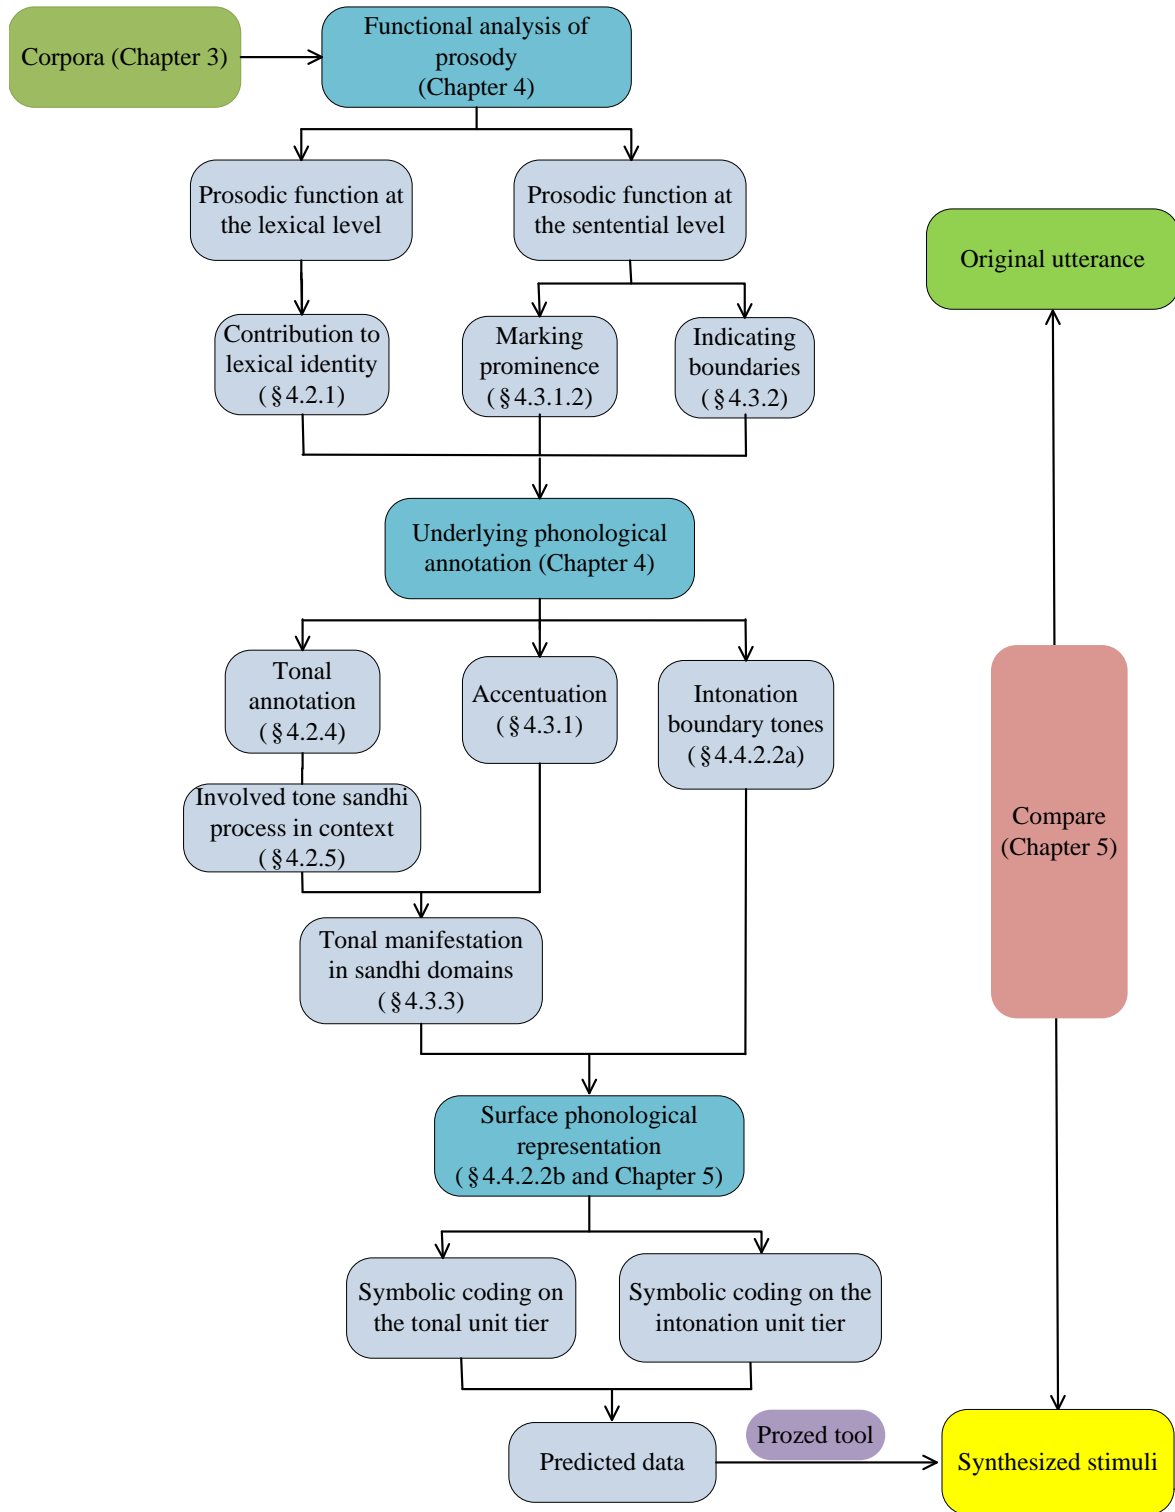 Corpora (Chapter 3)
Functional analysis of
prosody
(Chapter 4)
Prosodic function at
the lexical level
Prosodic function at
the sentential level
Original utterance
Contribution to
lexical identity
(§4.2.1)
Marking
prominence
(§4.3.1.2)
Indicating
boundaries
(§4.3.2)
Underlying phonological
annotation (Chapter 4)
Tonal
annotation
(§4.2.4)
Accentuation
(§4.3.1)
Intonation
boundary tones
(§4.4.2.2a)
Involved tone sandhi
process in context
(§4.2.5)
Compare
(Chapter 5)
Tonal manifestation
in sandhi domains
(§4.3.3)
Surface phonological
representation
(§4.4.2.2b and Chapter 5)
Symbolic coding on
the tonal unit tier
Symbolic coding on the
intonation unit tier
Predicted data
Prozed tool
Synthesized stimuli